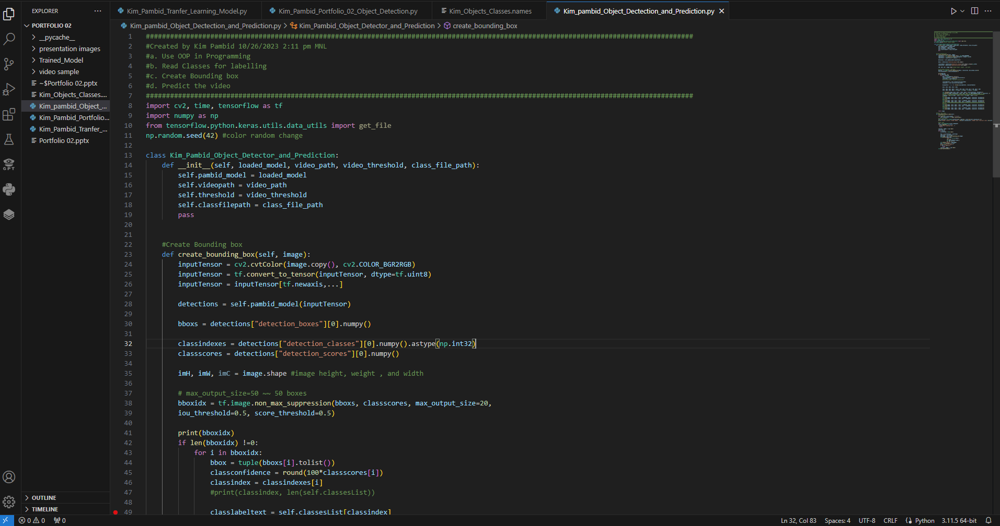 EXPLORER
PORTFOLIO 02
__pycache__
presentation images
Trained_Model
video sample
~$Portfolio 02.pptx
Kim_Objects_Classes....
Kim_pambid_Object_...
Kim_Pambid_Portfolio...
Kim_Pambid_Tranfer_...
Portfolio 02.pptx
OUTLINE
TIMELINE
GPT
Kim_Pambid_Tranfer_Learning_Model.py
Kim_Pambid_Portfolio_02_Object_Detection.py
Kim_Objects_Classes.names
Kim_pambid_Object_Dectection_and_Prediction.py
Kim_pambid_Object_Dectection_and_Prediction.py > Kim_Pambid_Object_Detector_and_Prediction > create_bounding_box
1 ########################################################################################################################################
2 #Created by Kim Pambid 10/26/2023 2:11 pm MNL
3 #a. Use OOP in Programming
4 #b. Read Classes for labelling
5 #c. Create Bounding box
6 #d. Predict the video
7 ########################################################################################################################################
8 import cv2, time, tensorflow as tf
9 import numpy as np
10 from tensorflow.python.keras.utils.data_utils import get_file
11 np.random.seed(42) #color random change
12
13 class Kim_Pambid_Object_Detector_and_Prediction:
14 def __init__(self, loaded_model, video_path, video_threshold, class_file_path):
15 self.pambid_model = loaded_model
16 self.videopath = video_path
17 self.threshold = video_threshold
18 self.classfilepath = class_file_path
19 pass
20
21
22 #Create Bounding box
23 def create_bounding_box(self, image):
24 inputTensor = cv2.cvtColor(image.copy(), cv2.COLOR_BGR2RGB)
25 inputTensor = tf.convert_to_tensor(inputTensor, dtype=tf.uint8)
26 inputTensor = inputTensor[tf.newaxis,...]
27
28 detections = self.pambid_model(inputTensor)
29
30 bboxs = detections["detection_boxes"][0].numpy()
31
32 classindexes = detections["detection_classes"][0].numpy().astype(np.int32)
33 classscores = detections["detection_scores"][0].numpy()
34
35 imH, imW, imC = image.shape #image height, weight , and width
36
37 # max_output_size=50 ~~ 50 boxes
38 bboxidx = tf.image.non_max_suppression(bboxs, classscores, max_output_size=20,
39 iou_threshold=0.5, score_threshold=0.5)
40
41 print(bboxidx)
42 if len(bboxidx) !=0:
43 for i in bboxidx:
44 bbox = tuple(bboxs[i].tolist())
45 classconfidence = round(100*classscores[i])
46 classindex = classindexes[i]
47 #print(classindex, len(self.classesList))
48
49 classlabeltext = self.classesList[classindex]
0 0 0
Ln 32, Col 83 Spaces: 4 UTF-8 CRLF Python 3.11.5 64-bit